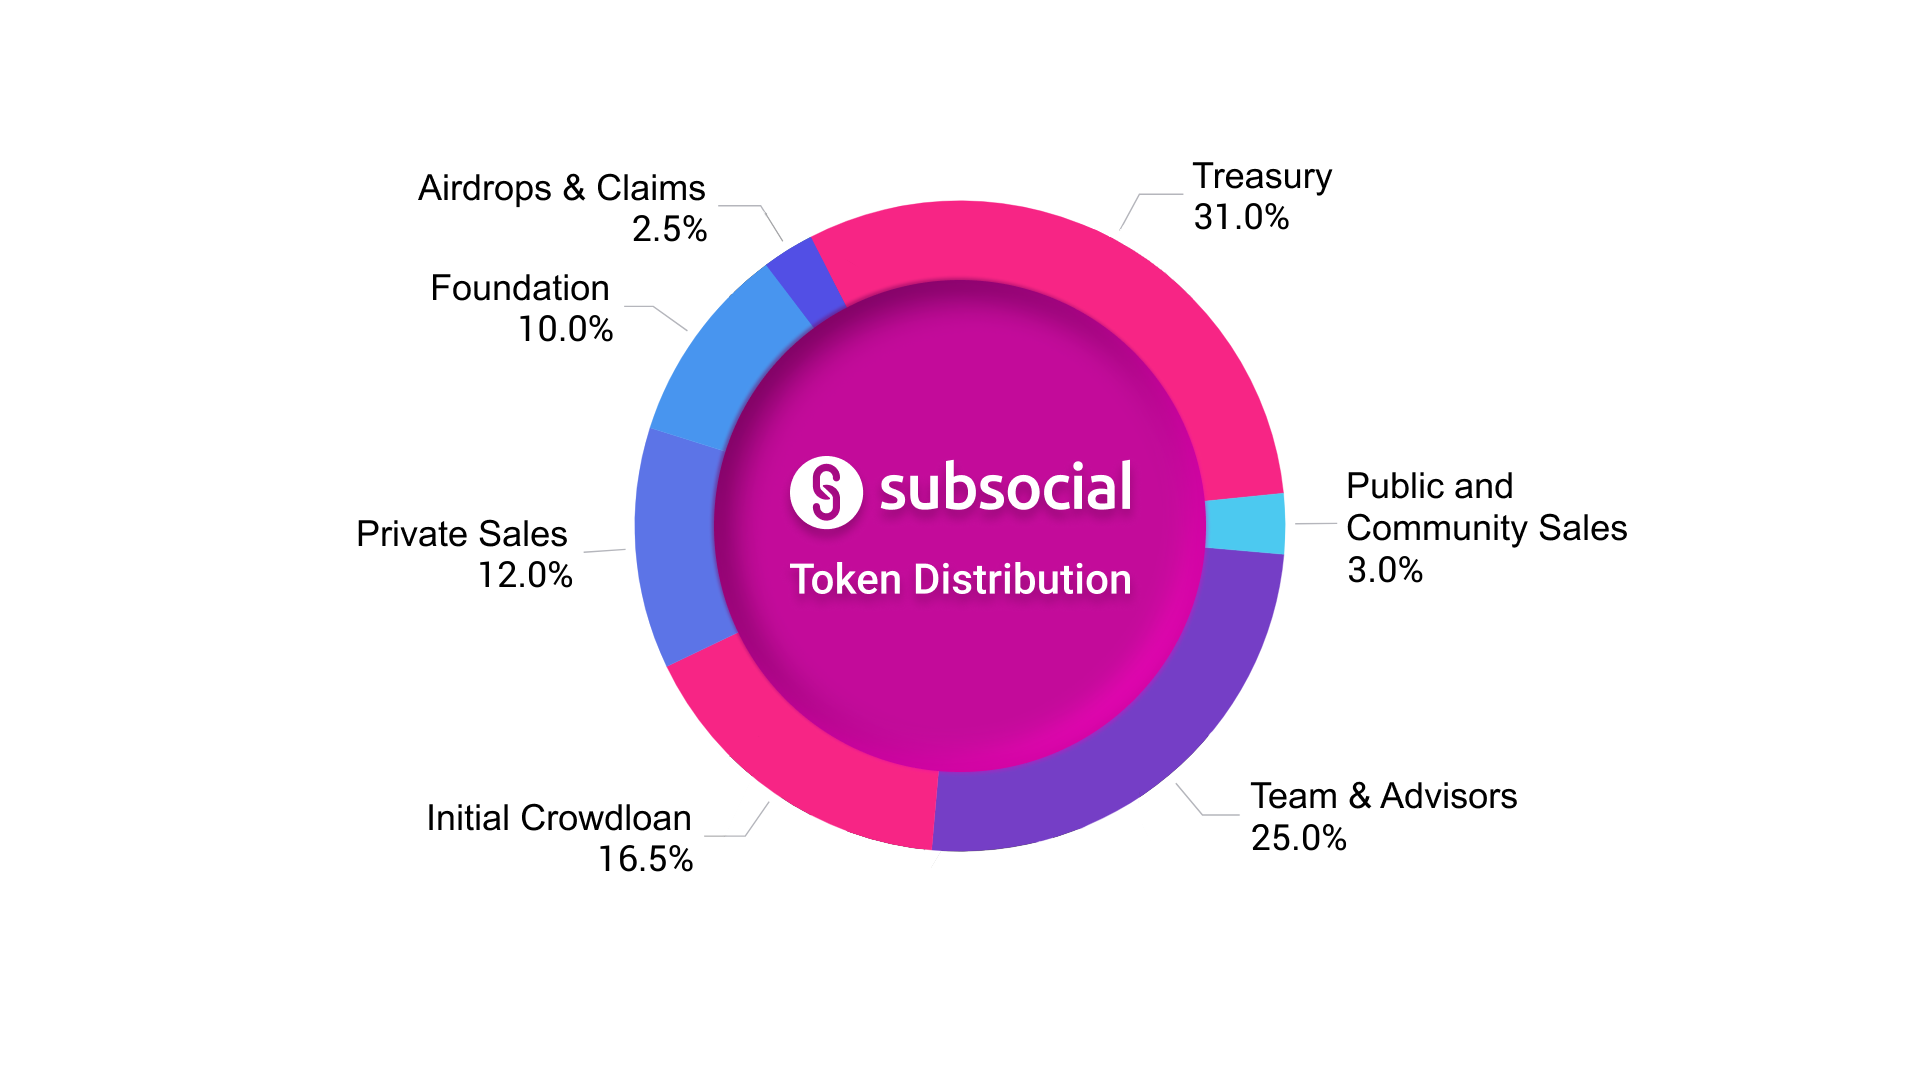 Airdrops & Claims
2.5%
Treasury
31.0%
Foundation
10.0%
Public and
Community Sales
3.0%
subsocial
Token Distribution
Private Sales
12.0%
Team & Advisors
25.0%
Initial Crowdloan
16.5%